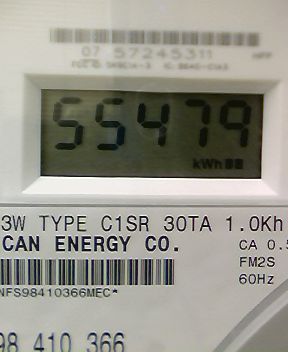 07 57245311
55479
kWh
3W TYPE C1SR 30TA 1.0Kh
CAN ENERGY CO.
CA 0.5
FM2S
60Hz
NFS98410366MEC*
98 410 366